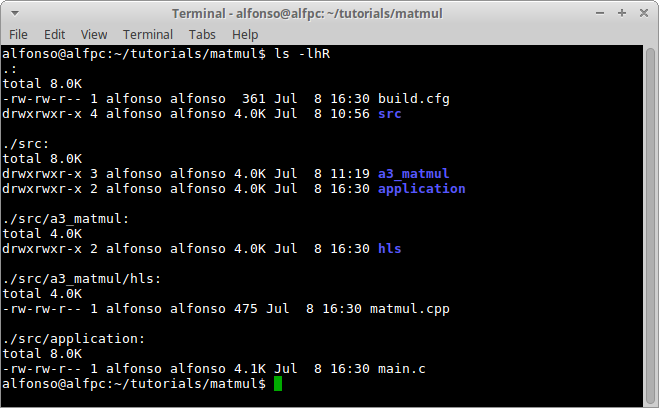 Terminal - alfonso@alfpc:~/tutorials/matmul
File Edit View Terminal Tabs Help
alfonso@alfpc:~/tutorials/matmul$ ls -lhR
.:
total 8.0K
-rw-rw-r-- 1 alfonso alfonso  361 Jul  8 16:30 build.cfg
drwxrwxr-x 4 alfonso alfonso 4.0K Jul  8 10:56 src

./src:
total 8.0K
drwxrwxr-x 3 alfonso alfonso 4.0K Jul  8 11:19 a3_matmul
drwxrwxr-x 2 alfonso alfonso 4.0K Jul  8 16:30 application

./src/a3_matmul:
total 4.0K
drwxrwxr-x 2 alfonso alfonso 4.0K Jul  8 16:30 hls

./src/a3_matmul/hls:
total 4.0K
-rw-rw-r-- 1 alfonso alfonso 475 Jul  8 16:30 matmul.cpp

./src/application:
total 8.0K
-rw-rw-r-- 1 alfonso alfonso 4.1K Jul  8 16:30 main.c
alfonso@alfpc:~/tutorials/matmul$